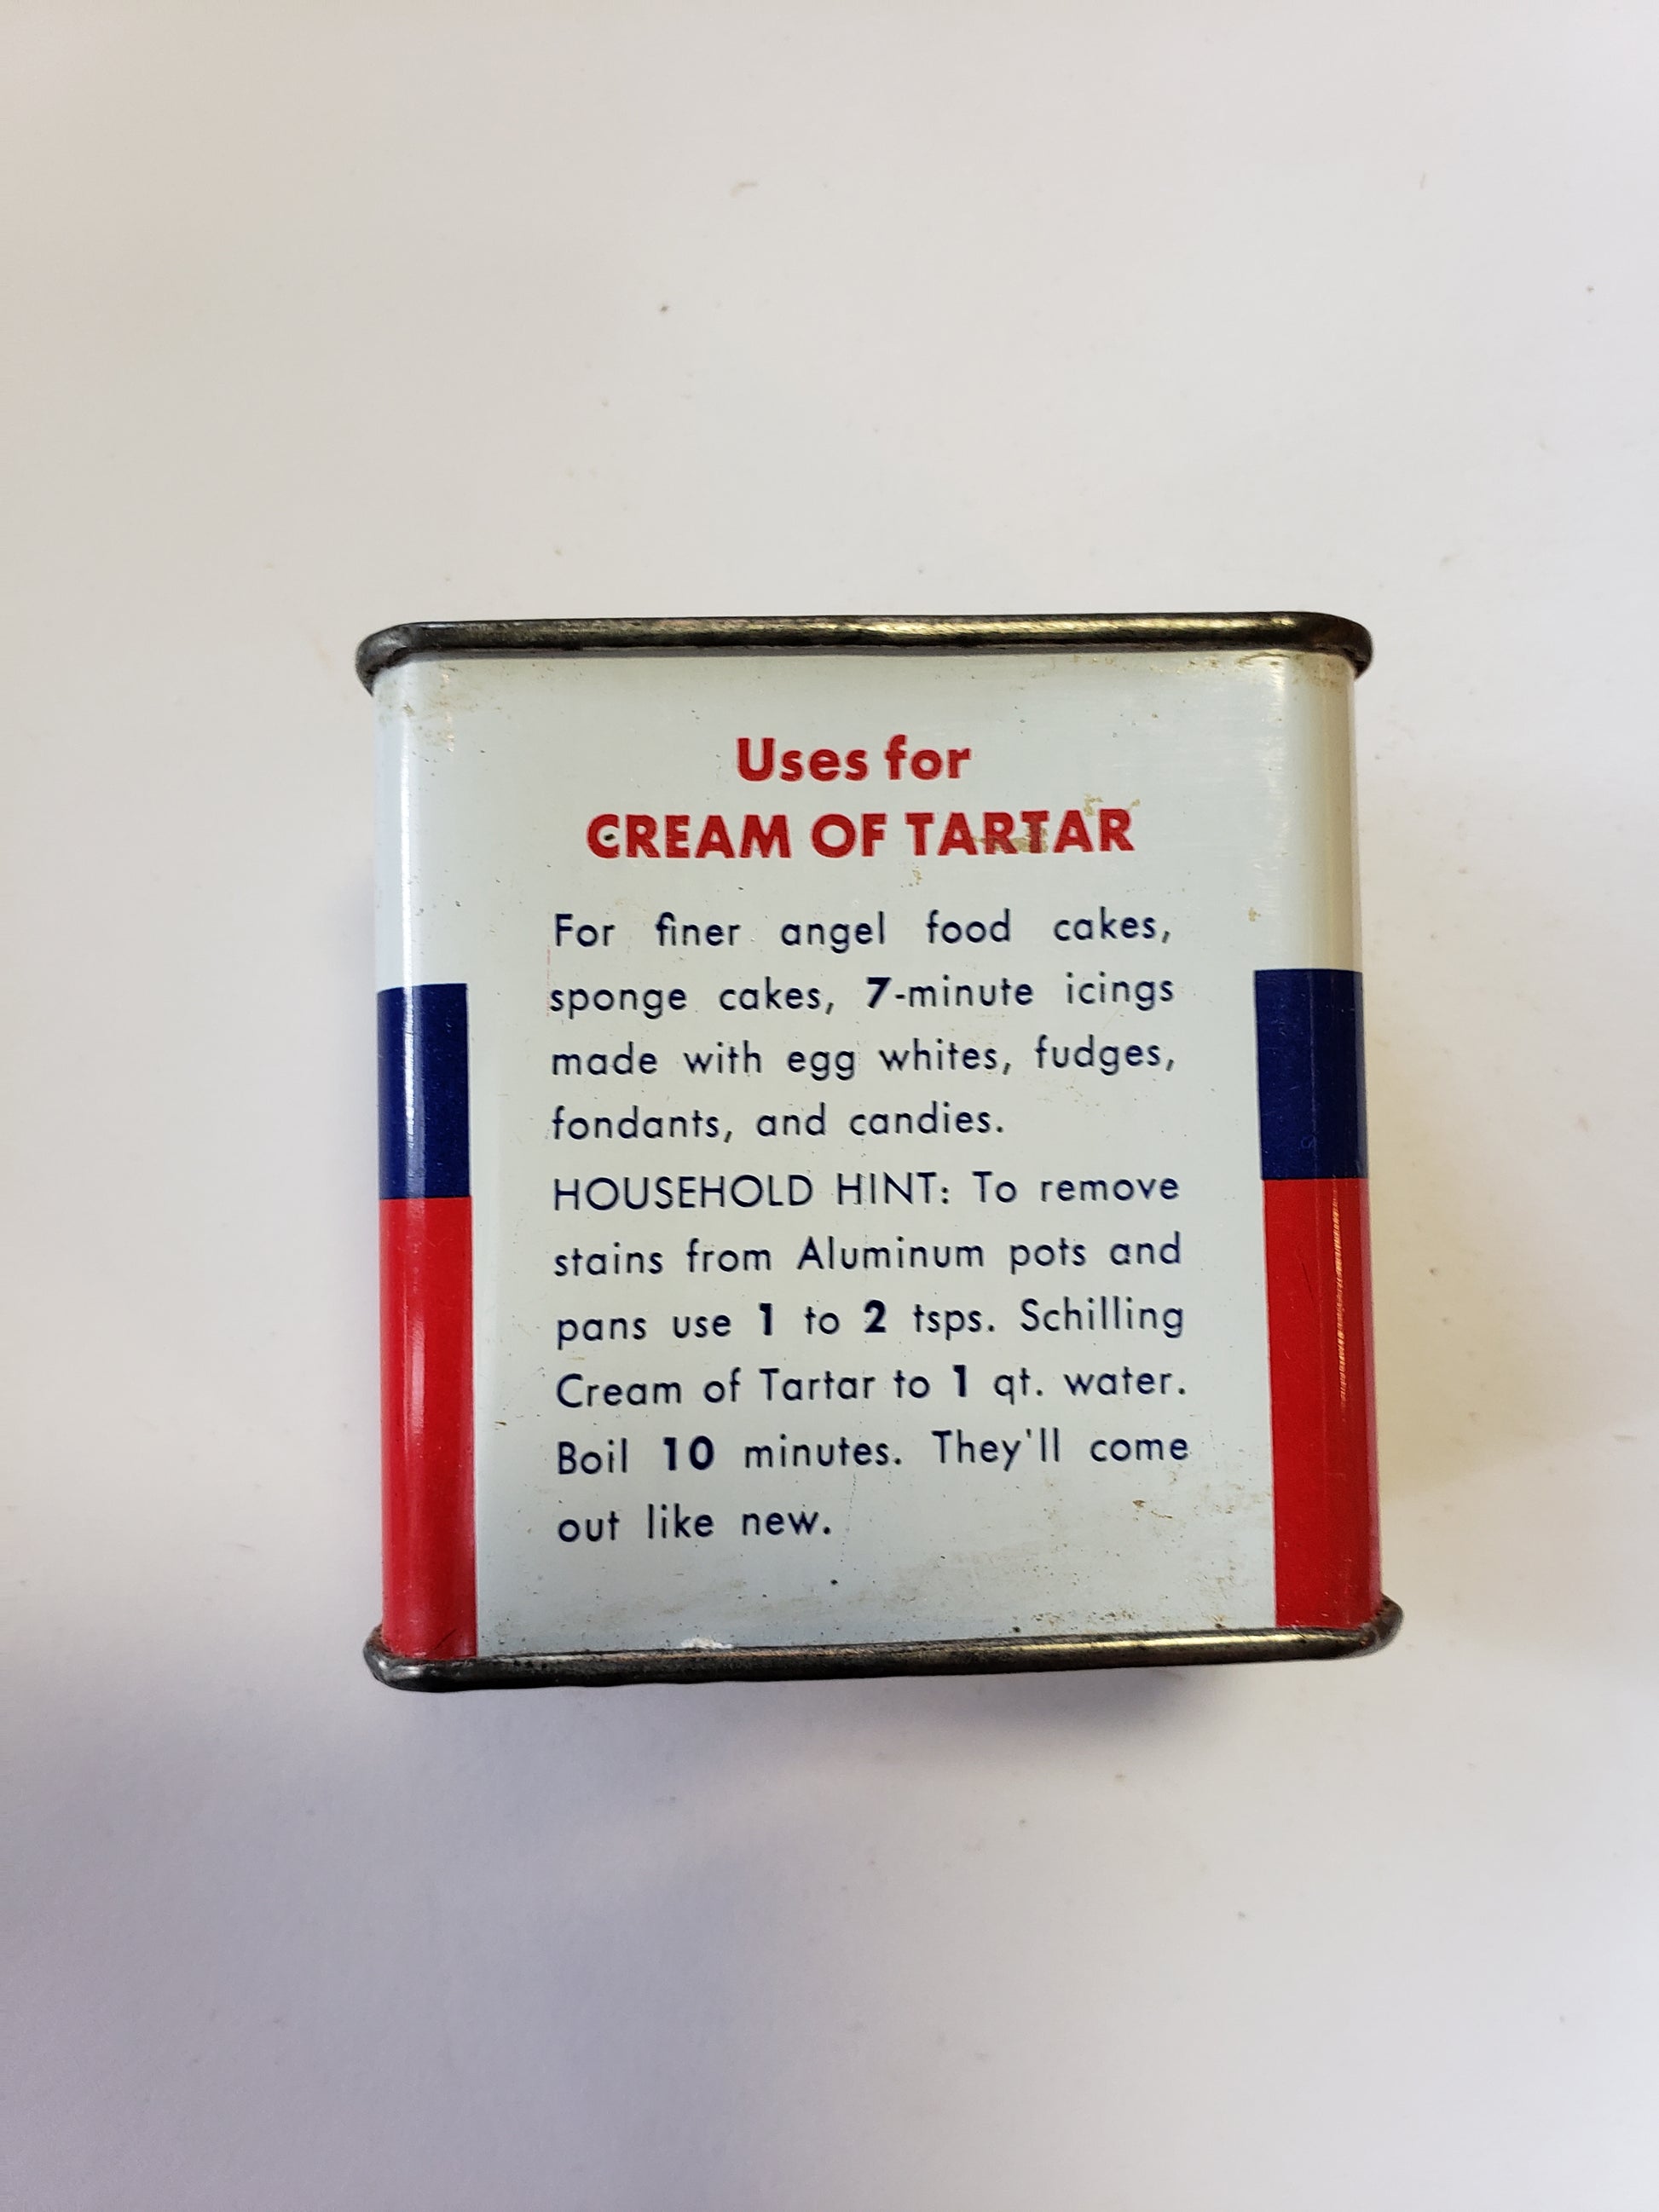 Uses for
CREAM OF TARTAR
For finer angel food cakes,
sponge cakes, 7-minute icings
made with egg whites, fudges,
fondants, and candies.
HOUSEHOLD HINT: To remove
stains from Aluminum pots and
pans use 1 to 2 tsps. Schilling
Cream of Tartar to 1 qt. water.
Boil 10 minutes. They'll come
out like new.